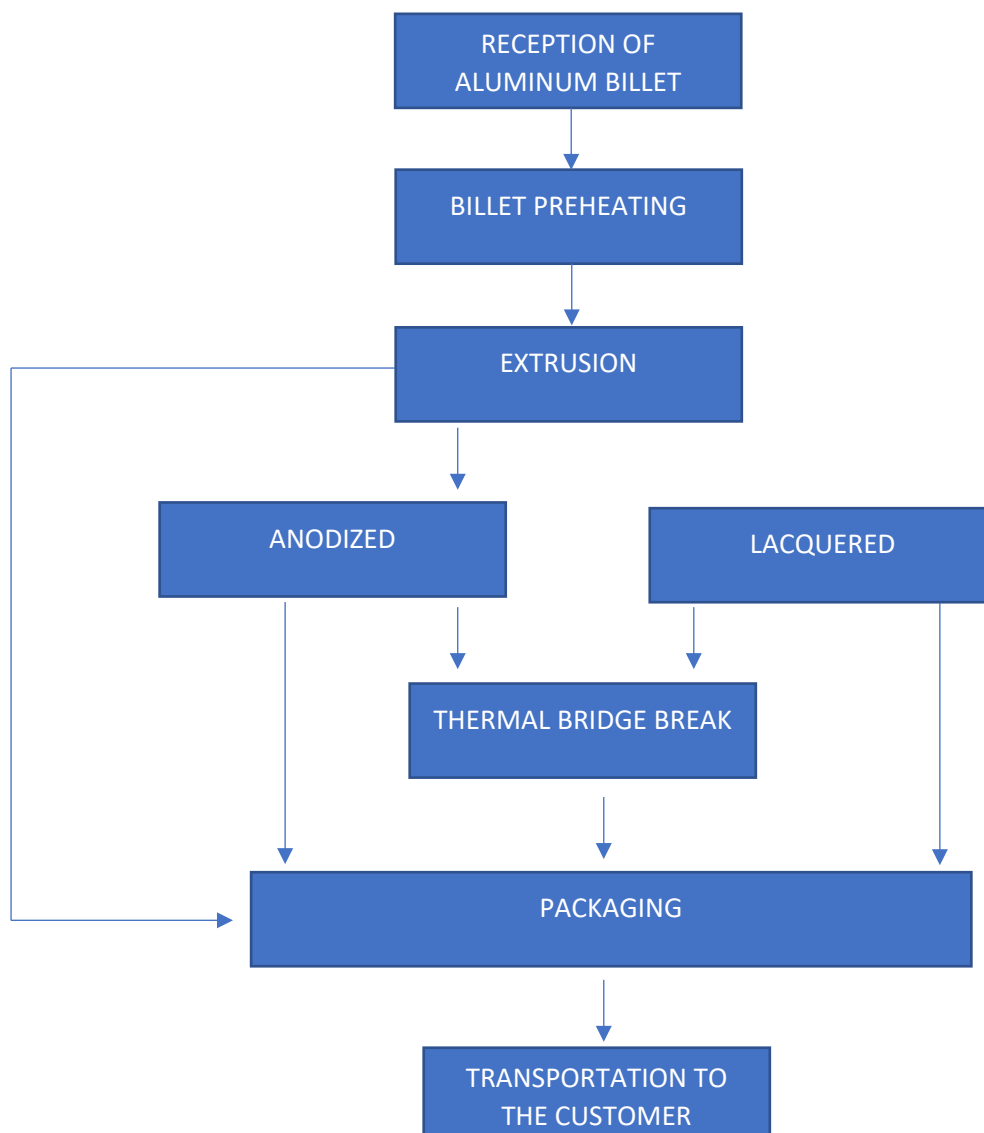 RECEPTION OF
ALUMINUM BILLET
BILLET PREHEATING
EXTRUSION
ANODIZED
LACQUERED
THERMAL BRIDGE BREAK
PACKAGING
TRANSPORTATION TO
THE CUSTOMER